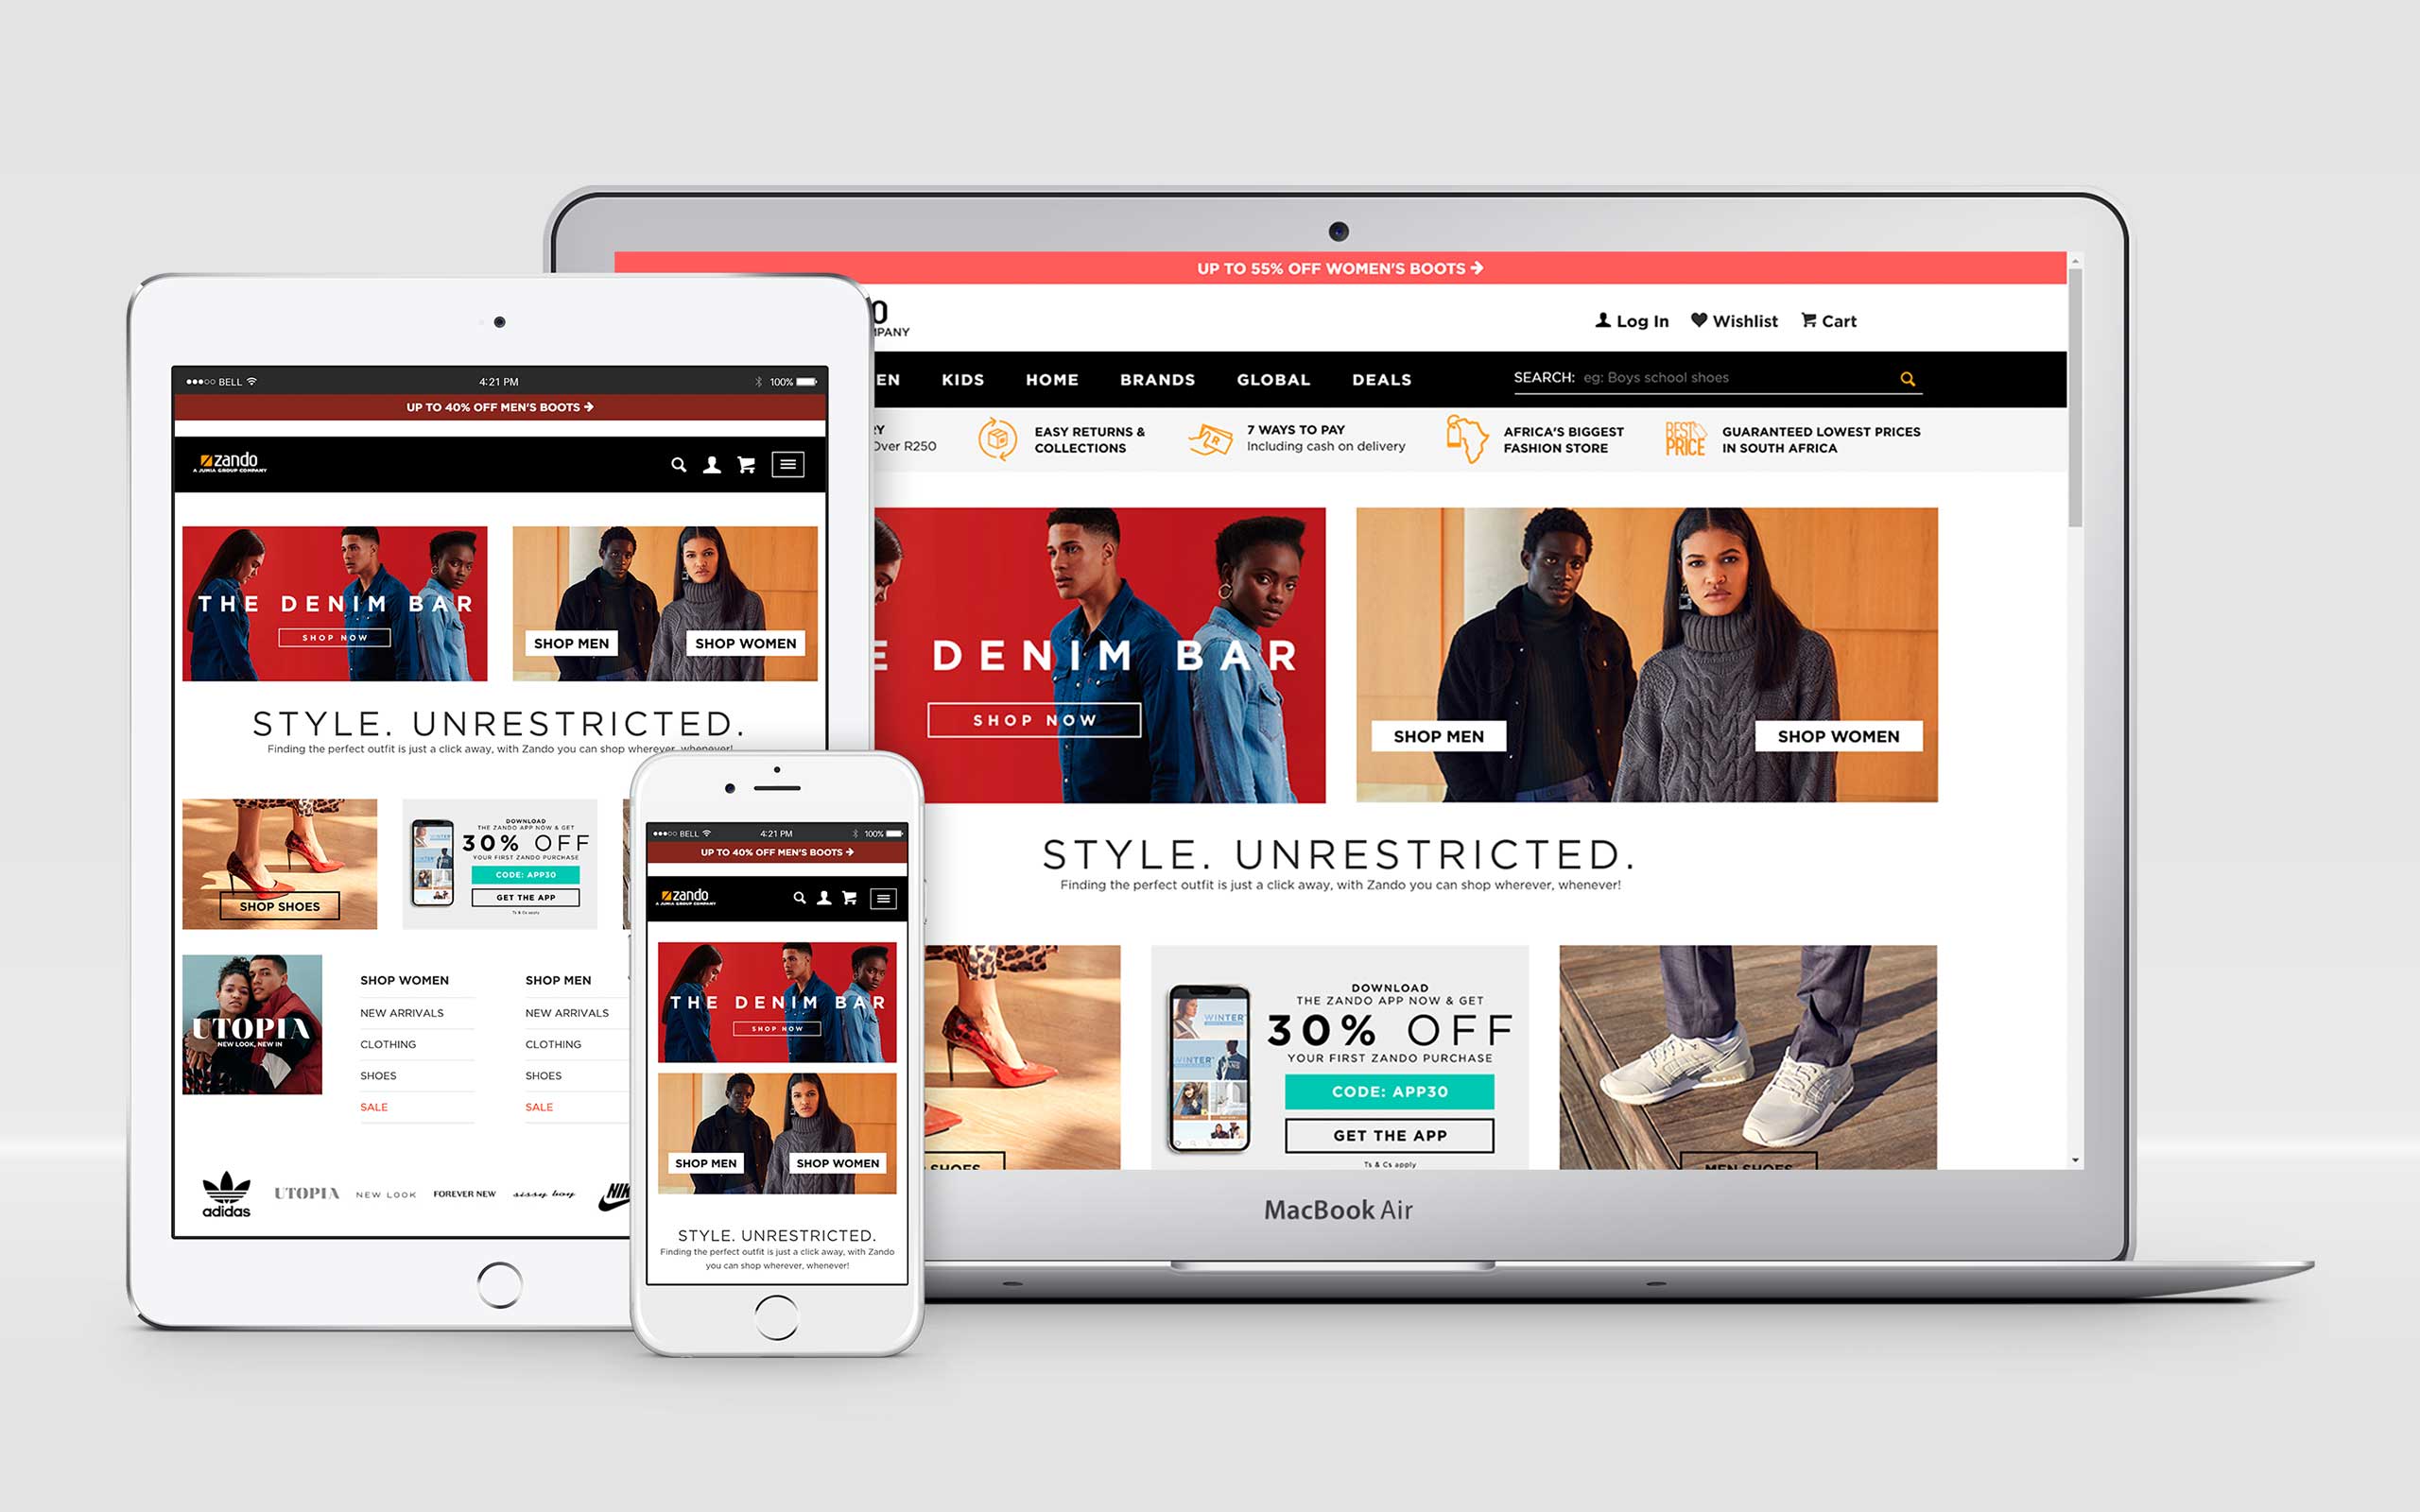 UP TO 55% OFF WOMEN'S BOOTS
Log In Wishlist Cart
KIDS HOME BRANDS GLOBAL DEALS
SEARCH: eg: Boys school shoes
Over R250
EASY RETURNS &
COLLECTIONS
7 WAYS TO PAY
Including cash on delivery
AFRICA'S BIGGEST
FASHION STORE
BEST
PRICE
GUARANTEED LOWEST PRICES
IN SOUTH AFRICA
DENIM BAR
SHOP NOW
SHOP MEN
SHOP WOMEN
STYLE. UNRESTRICTED.
Finding the perfect outfit is just a click away, with Zando you can shop wherever, whenever!
DOWNLOAD
THE ZANDO APP NOW & GET
30% OFF
YOUR FIRST ZANDO PURCHASE
CODE: APP30
GET THE APP
Ts & Cs apply
WINTER
WINTER
SHOES
MEN SHOES
MacBook Air
BELL 4:21 PM 100%
UP TO 40% OFF MEN'S BOOTS
zando
A JUMIA GROUP COMPANY
THE DENIM BAR
SHOP NOW
SHOP MEN
SHOP WOMEN
STYLE. UNRESTRICTED.
Finding the perfect outfit is just a click away, with Zando you can shop wherever, whenever!
SHOP SHOES
DOWNLOAD
THE ZANDO APP NOW & GET
30% OFF
YOUR FIRST ZANDO PURCHASE
CODE: APP30
GET THE APP
Ts & Cs apply
UTOPIA
NEW LOOK, NEW IN
SHOP WOMEN
NEW ARRIVALS
CLOTHING
SHOES
SALE
SHOP MEN
NEW ARRIVALS
CLOTHING
SHOES
SALE
adidas UTOPIA NEW LOOK FOREVER NEW sissy boy
BELL 4:21 PM 100%
UP TO 40% OFF MEN'S BOOTS
zando
A JUMIA GROUP COMPANY
THE DENIM BAR
SHOP NOW
SHOP MEN
SHOP WOMEN
STYLE. UNRESTRICTED.
Finding the perfect outfit is just a click away, with Zando
you can shop wherever, whenever!